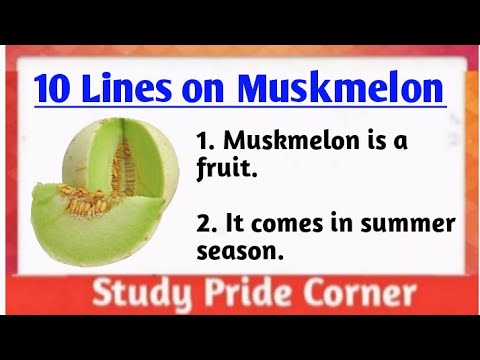 10 Lines on Muskmelon
1. Muskmelon is a
fruit.
2. It comes in summer
season.
Study Pride Corner